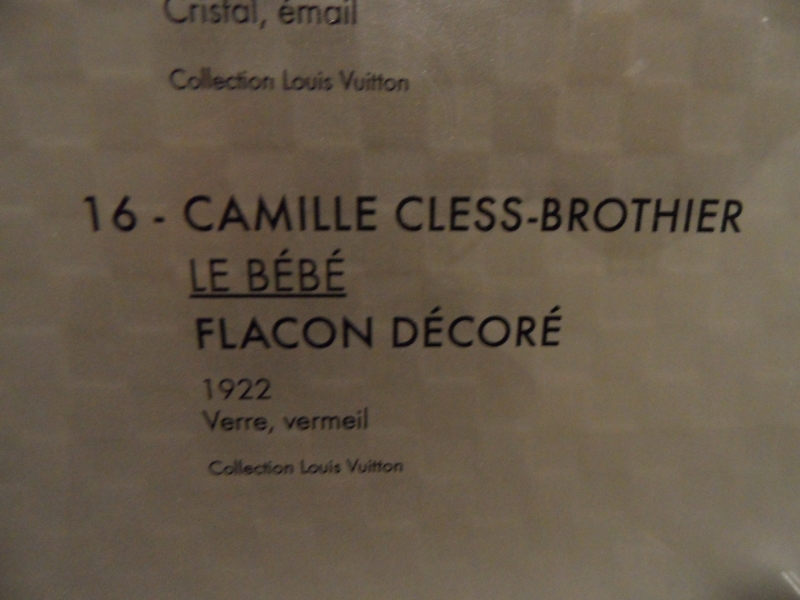 Cristal, émail
Collection Louis Vuitton
16 - CAMILLE CLESS-BROTHIER
LE BÉBÉ
FLACON DÉCORÉ
1922
Verre, vermeil
Collection Louis Vuitton